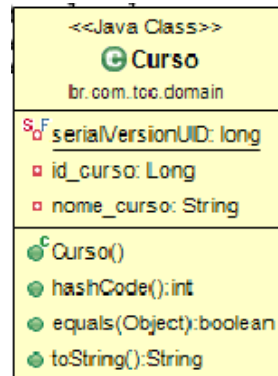 <<Java Class>>
Curso
br.com.tcc.domain
serialVersionUID: long
id_curso: Long
nome_curso: String
Curso()
hashCode():int
equals(Object):boolean
toString():String